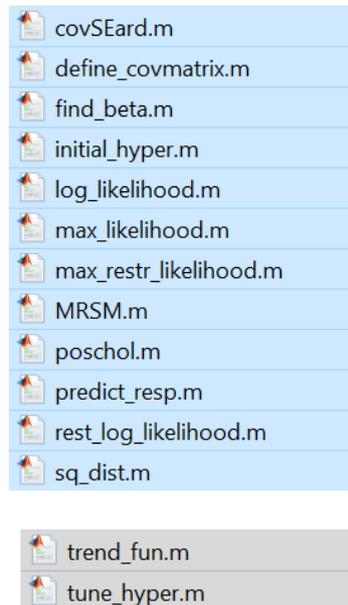 covSEard.m
define_covmatrix.m
find_beta.m
initial_hyper.m
log_likelihood.m
max_likelihood.m
max_restr_likelihood.m
MRSM.m
poschol.m
predict_resp.m
rest_log_likelihood.m
sq_dist.m
trend_fun.m
tune_hyper.m